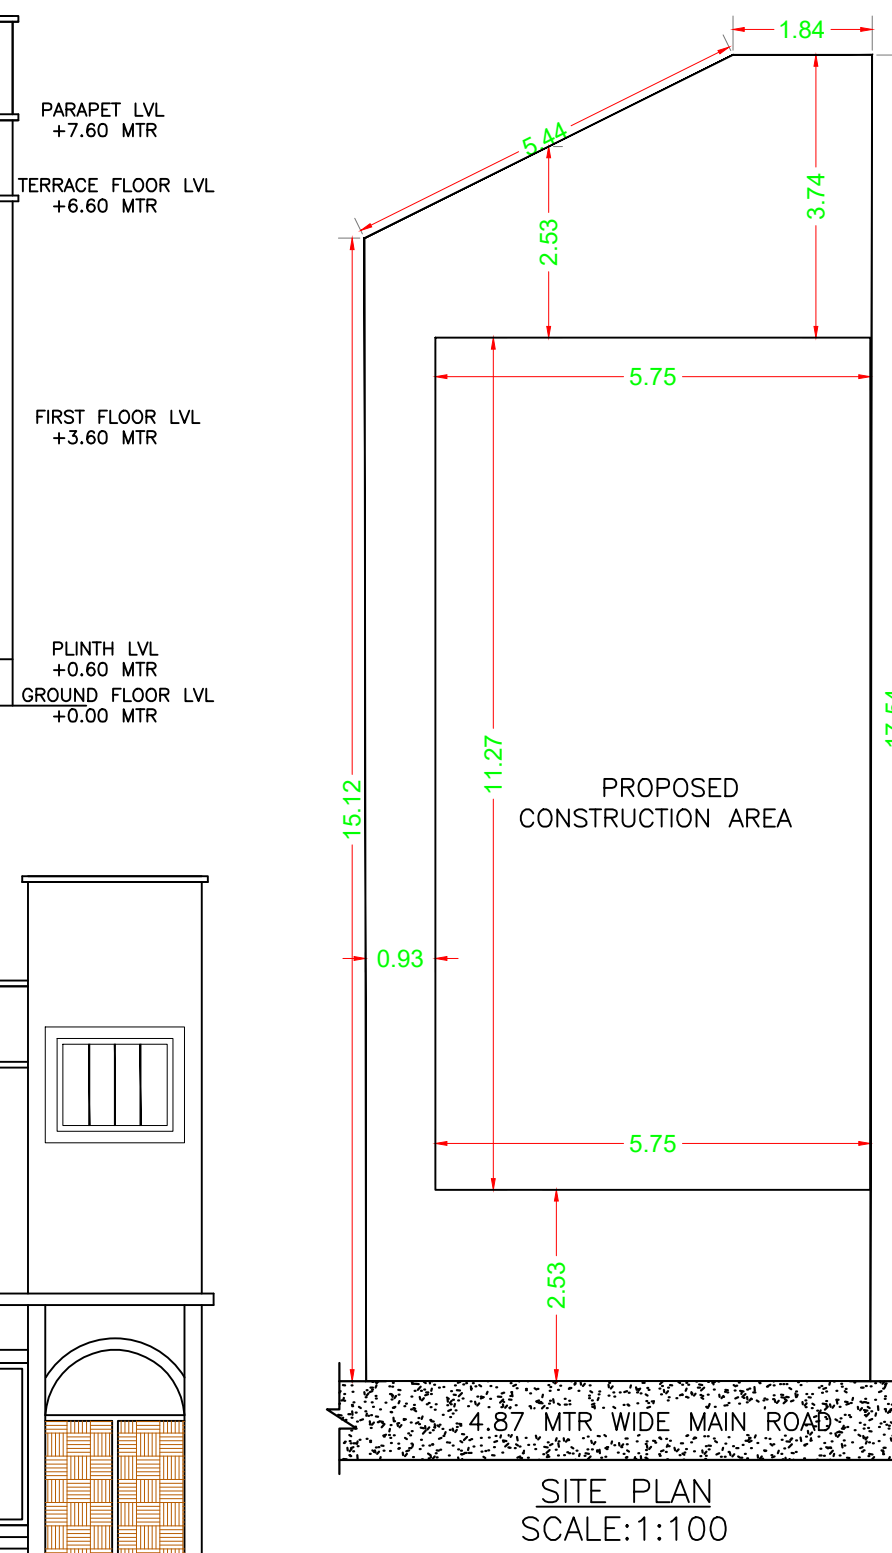 PARAPET LVL
+7.60 MTR
TERRACE FLOOR LVL
+6.60 MTR
FIRST FLOOR LVL
+3.60 MTR
PLINTH LVL
+0.60 MTR
GROUND FLOOR LVL
+0.00 MTR
1.84
5.44
2.53
3.74
5.75
11.27
15.12
PROPOSED
CONSTRUCTION AREA
0.93
5.75
2.53
4.87 MTR WIDE MAIN ROAD
SITE PLAN
SCALE:1:100